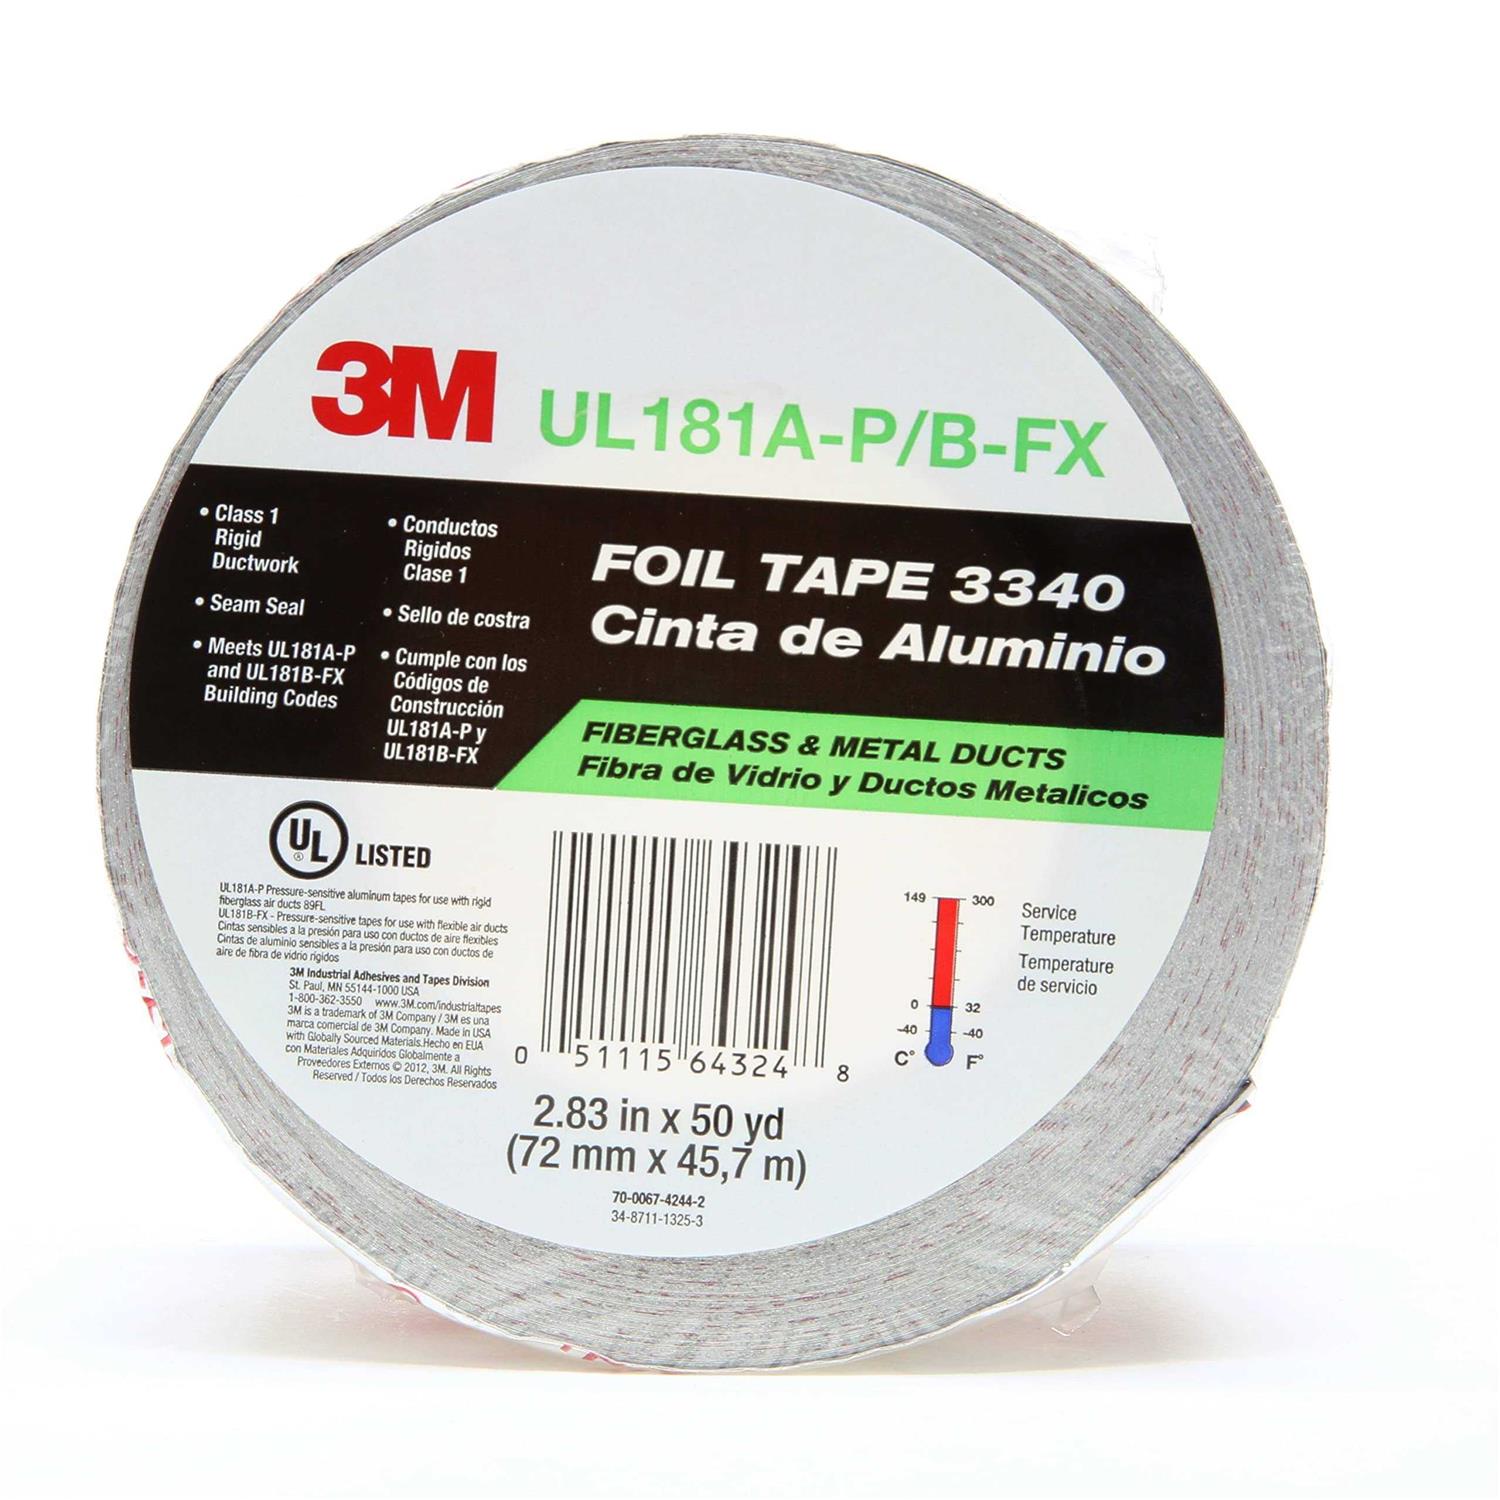 3M UL181A-P/B-FX
• Class 1
Rigid
Ductwork
• Seam Seal
• Meets UL181A-P
and UL181B-FX
Building Codes
• Conductos
Rigidos
Clase 1
• Sello de costra
• Cumple con los
Códigos de
Construcción
UL181A-P y
UL181B-FX
FOIL TAPE 3340
Cinta de Aluminio
FIBERGLASS & METAL DUCTS
Fibra de Vidrio y Ductos Metalicos
UL LISTED
UL181A-P Pressure-sensitive aluminum tapes for use with rigid
fiberglass air ducts 89FL
UL181B-FX - Pressure-sensitive tapes for use with flexible air ducts
Cintas sensibles a la presión para uso con ductos de aire flexibles
Cintas de aluminio sensibles a la presión para uso con ductos de
aire de fibra de vidrio rígidos
3M Industrial Adhesives and Tapes Division
St. Paul, MN 55144-1000 USA
1-800-362-3550 www.3M.com/industrialtapes
3M is a trademark of 3M Company / 3M es una
marca comercial de 3M Company. Made in USA
with Globally Sourced Materials.Hecho en EUA
con Materiales Adquiridos Globalmente a
Proveedores Externos © 2012, 3M. All Rights
Reserved / Todos los Derechos Reservados
0 51115 64324 8
149 300
0 32
-40 -40
C° F°
Service
Temperature
Temperature
de servicio
2.83 in x 50 yd
(72 mm x 45,7 m)
70-0067-4244-2
34-8711-1325-3